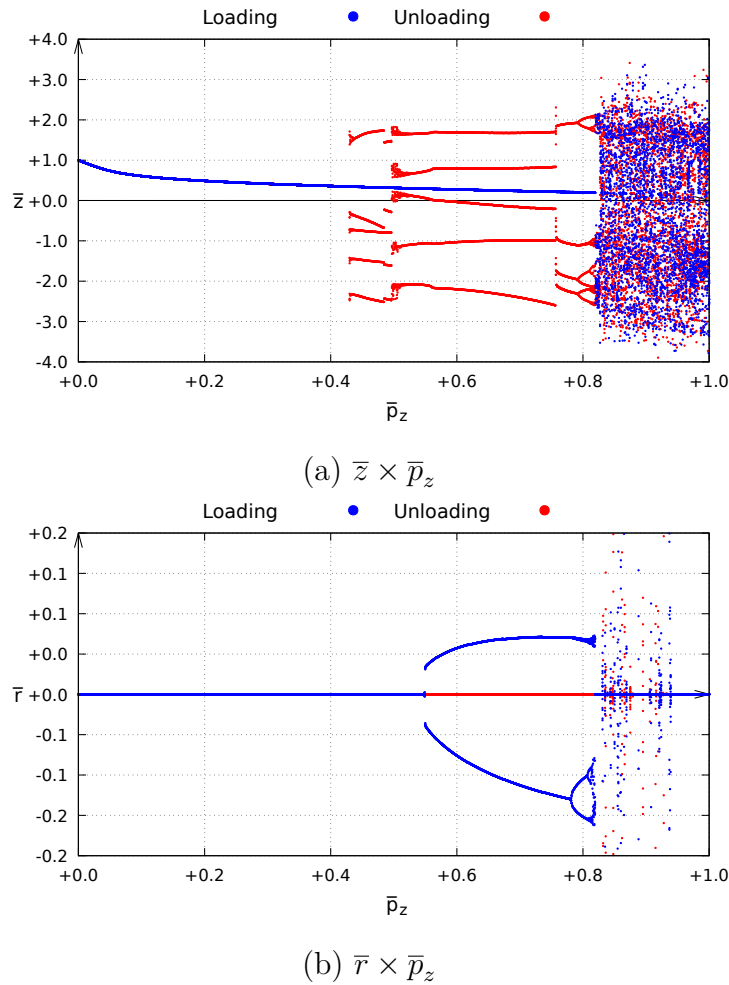 Loading Unloading
+4.0
+3.0
+2.0
+1.0
z̅ +0.0
-1.0
-2.0
-3.0
-4.0
+0.0 +0.2 +0.4 +0.6 +0.8 +1.0
p̅z
(a) z̅ × p̅z
Loading Unloading
+0.2
+0.1
+0.1
+0.0
r̅ +0.0
-0.1
-0.1
-0.2
-0.2
+0.0 +0.2 +0.4 +0.6 +0.8 +1.0
p̅z
(b) r̅ × p̅z